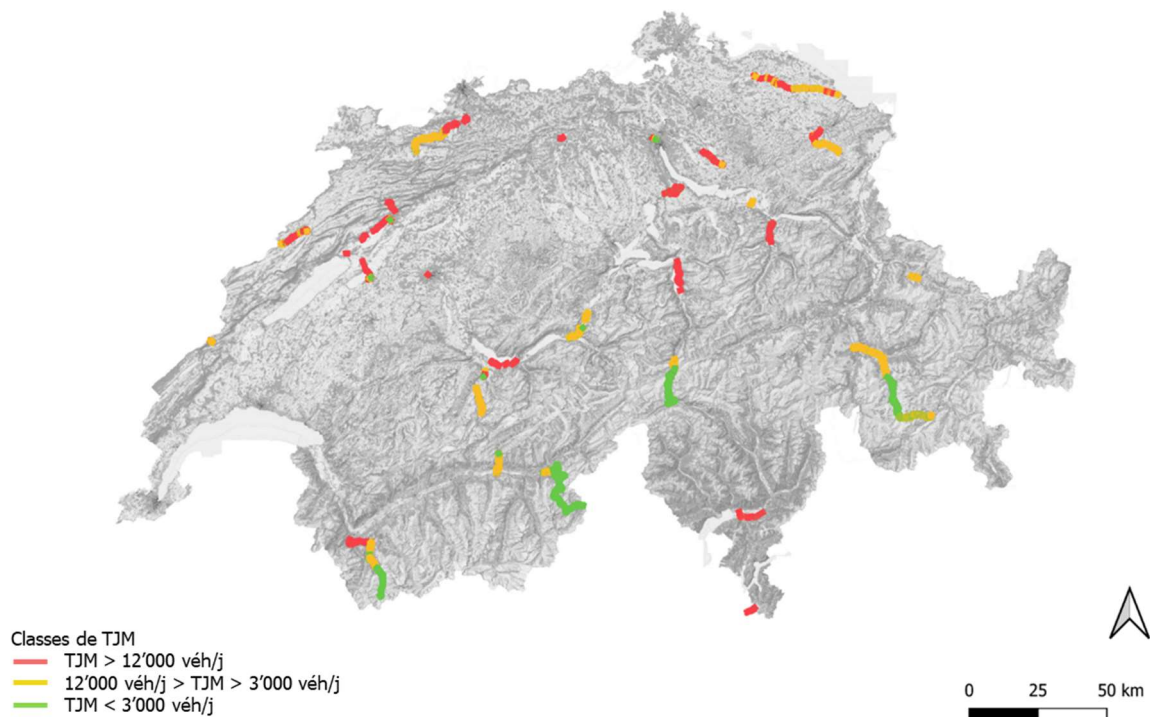 Classes de TJM
TJM > 12’000 véh/j
12’000 véh/j > TJM > 3’000 véh/j
TJM < 3’000 véh/j
0 25 50 km